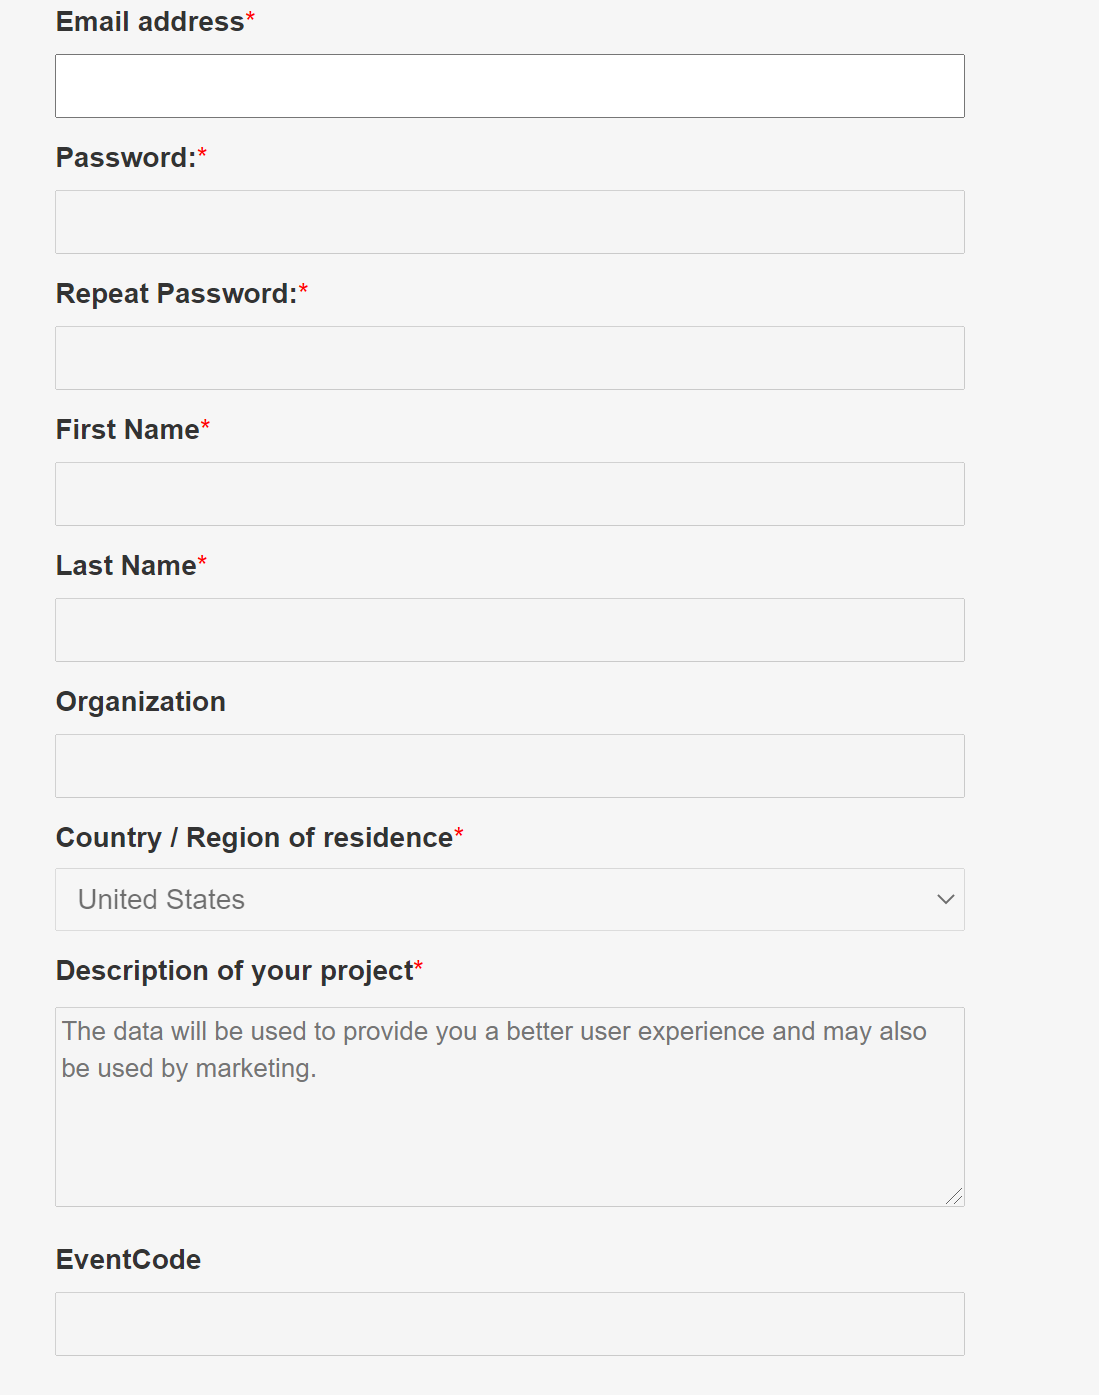 Email address*
Password:*
Repeat Password:*
First Name*
Last Name*
Organization
Country / Region of residence*
United States
Description of your project*
The data will be used to provide you a better user experience and may also
be used by marketing.
EventCode